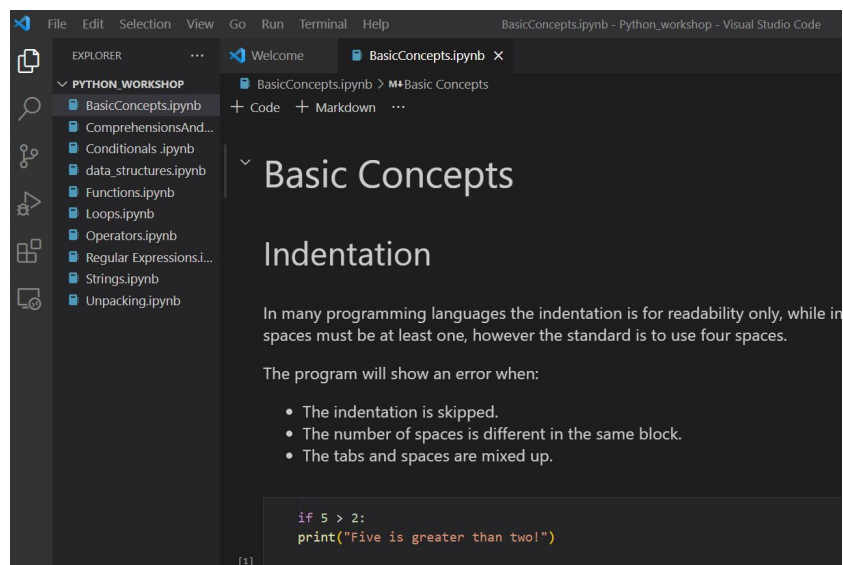 File Edit Selection View Go Run Terminal Help BasicConcepts.ipynb - Python_workshop - Visual Studio Code
EXPLORER ···
Welcome
BasicConcepts.ipynb ×
PYTHON_WORKSHOP
BasicConcepts.ipynb
ComprehensionsAnd...
Conditionals .ipynb
data_structures.ipynb
Functions.ipynb
Loops.ipynb
Operators.ipynb
Regular Expressions.i...
Strings.ipynb
Unpacking.ipynb
BasicConcepts.ipynb > M↓Basic Concepts
+ Code + Markdown ···
Basic Concepts
Indentation
In many programming languages the indentation is for readability only, while in
spaces must be at least one, however the standard is to use four spaces.
The program will show an error when:
• The indentation is skipped.
• The number of spaces is different in the same block.
• The tabs and spaces are mixed up.
if 5 > 2:
print("Five is greater than two!")
[1]